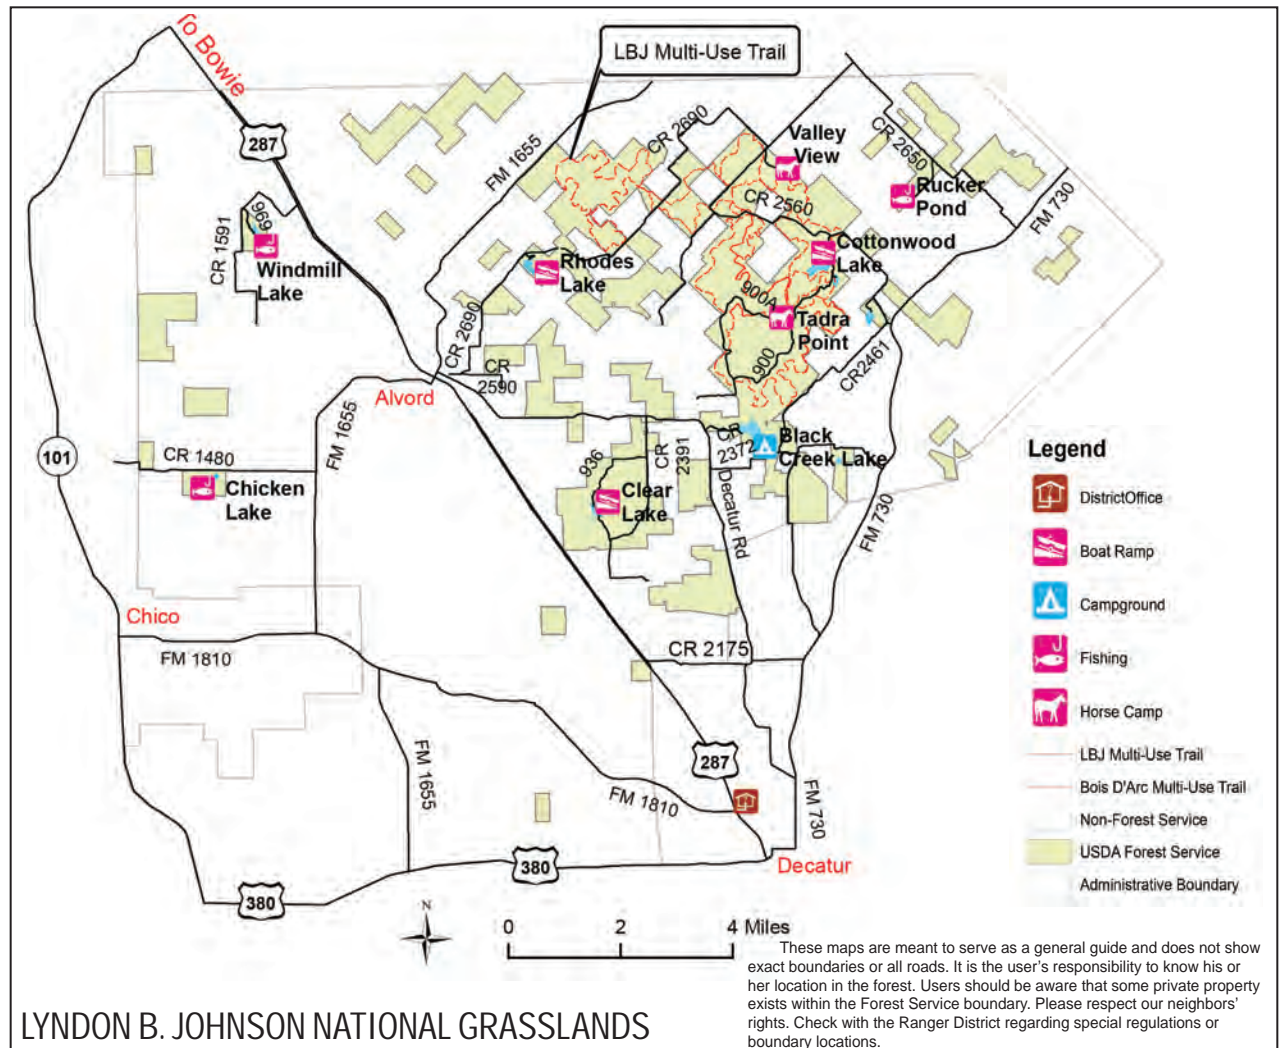 To Bowie
LBJ Multi-Use Trail
287
FM 1655
CR 2690
Valley
View
CR 2650
Rucker
Pond
FM 730
CR 2560
969
CR 1591
Windmill
Lake
Rhodes
Lake
Cottonwood
Lake
900A
Tadra
Point
900
CR2461
CR 2690
CR
2590
Alvord
FM 1655
101
CR 1480
Chicken
Lake
936
CR
2391
CR
2372
Black
Creek Lake
Clear
Lake
Decatur Rd
FM 730
Chico
FM 1810
CR 2175
FM 1655
287
FM 1810
FM 730
380
Decatur
380
Legend
DistrictOffice
Boat Ramp
Campground
Fishing
Horse Camp
LBJ Multi-Use Trail
Bois D'Arc Multi-Use Trail
Non-Forest Service
USDA Forest Service
Administrative Boundary
N
0 2 4 Miles
These maps are meant to serve as a general guide and does not show
exact boundaries or all roads. It is the user's responsibility to know his or
her location in the forest. Users should be aware that some private property
exists within the Forest Service boundary. Please respect our neighbors'
rights. Check with the Ranger District regarding special regulations or
boundary locations.
LYNDON B. JOHNSON NATIONAL GRASSLANDS